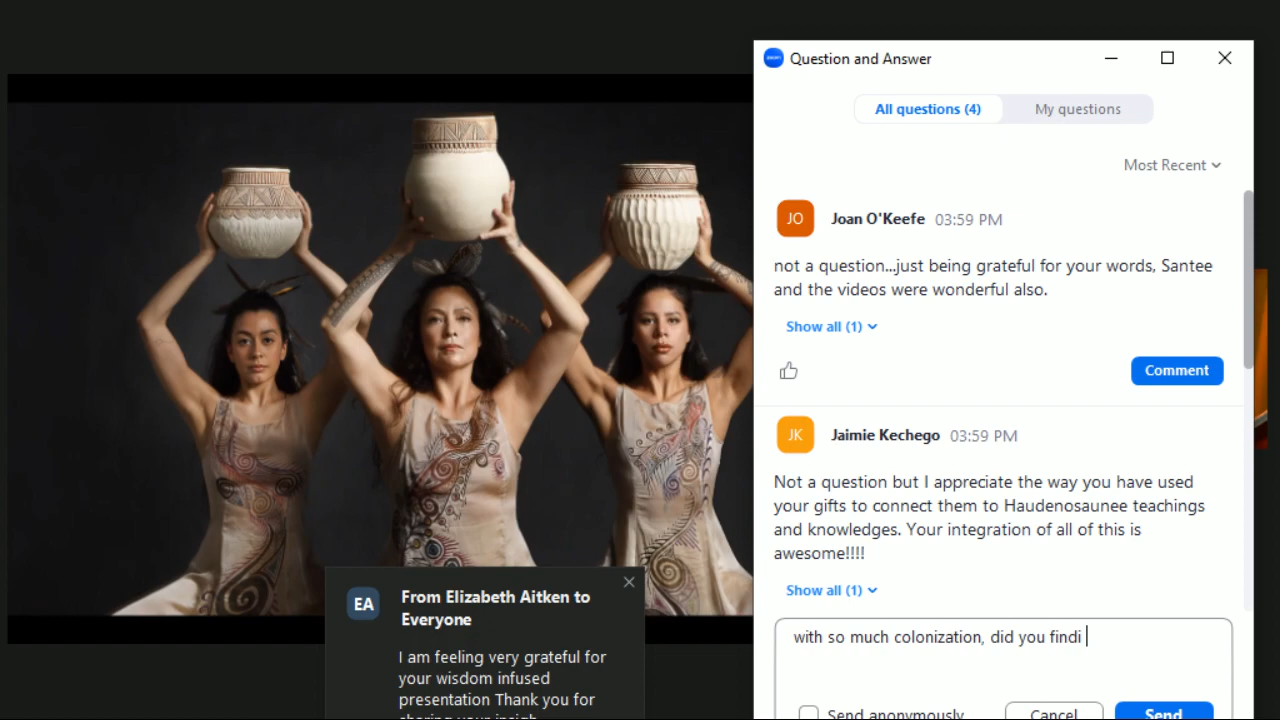 Question and Answer
All questions (4)
My questions
Most Recent
JO
Joan O'Keefe 03:59 PM
not a question...just being grateful for your words, Santee
and the videos were wonderful also.
Show all (1)
Comment
JK
Jaimie Kechego 03:59 PM
Not a question but I appreciate the way you have used
your gifts to connect them to Haudenosaunee teachings
and knowledges. Your integration of all of this is
awesome!!!!
Show all (1)
with so much colonization, did you findi
Send anonymously
Cancel
Send
EA
From Elizabeth Aitken to
Everyone
I am feeling very grateful for
your wisdom infused
presentation Thank you for
sharing your insigh